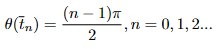 θ(t̅ₙ) = (n − 1)π / 2, n = 0, 1, 2...